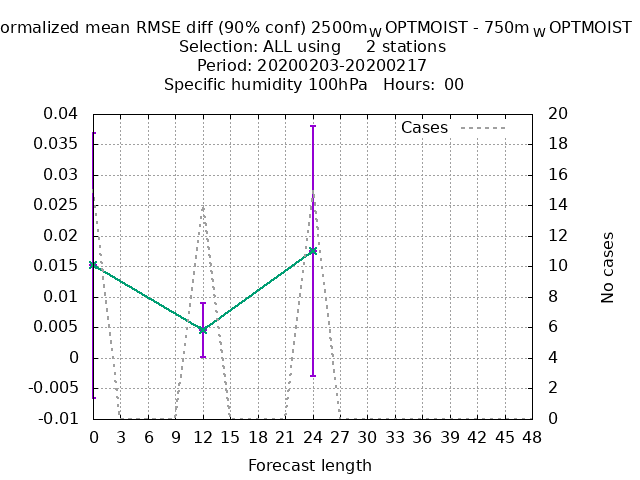 ormalized mean RMSE diff (90% conf) 2500m W OPTMOIST - 750m W OPTMOIST
Selection: ALL using 2 stations
Period: 20200203-20200217
Specific humidity 100hPa Hours: 00
Cases
0.04
0.035
0.03
0.025
0.02
0.015
0.01
0.005
0
-0.005
-0.01
20
18
16
14
12
10
8
6
4
2
0
No cases
0 3 6 9 12 15 18 21 24 27 30 33 36 39 42 45 48
Forecast length